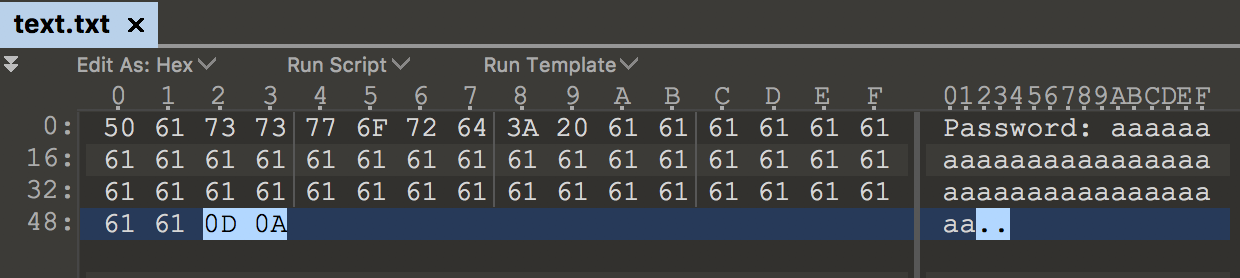 text.txt ×
Edit As: Hex Run Script Run Template
0 1 2 3 4 5 6 7 8 9 A B C D E F 0123456789ABCDEF
0: 50 61 73 73 77 6F 72 64 3A 20 61 61 61 61 61 61 Password: aaaaaa
16: 61 61 61 61 61 61 61 61 61 61 61 61 61 61 61 61 aaaaaaaaaaaaaaaa
32: 61 61 61 61 61 61 61 61 61 61 61 61 61 61 61 61 aaaaaaaaaaaaaaaa
48: 61 61 0D 0A aa..